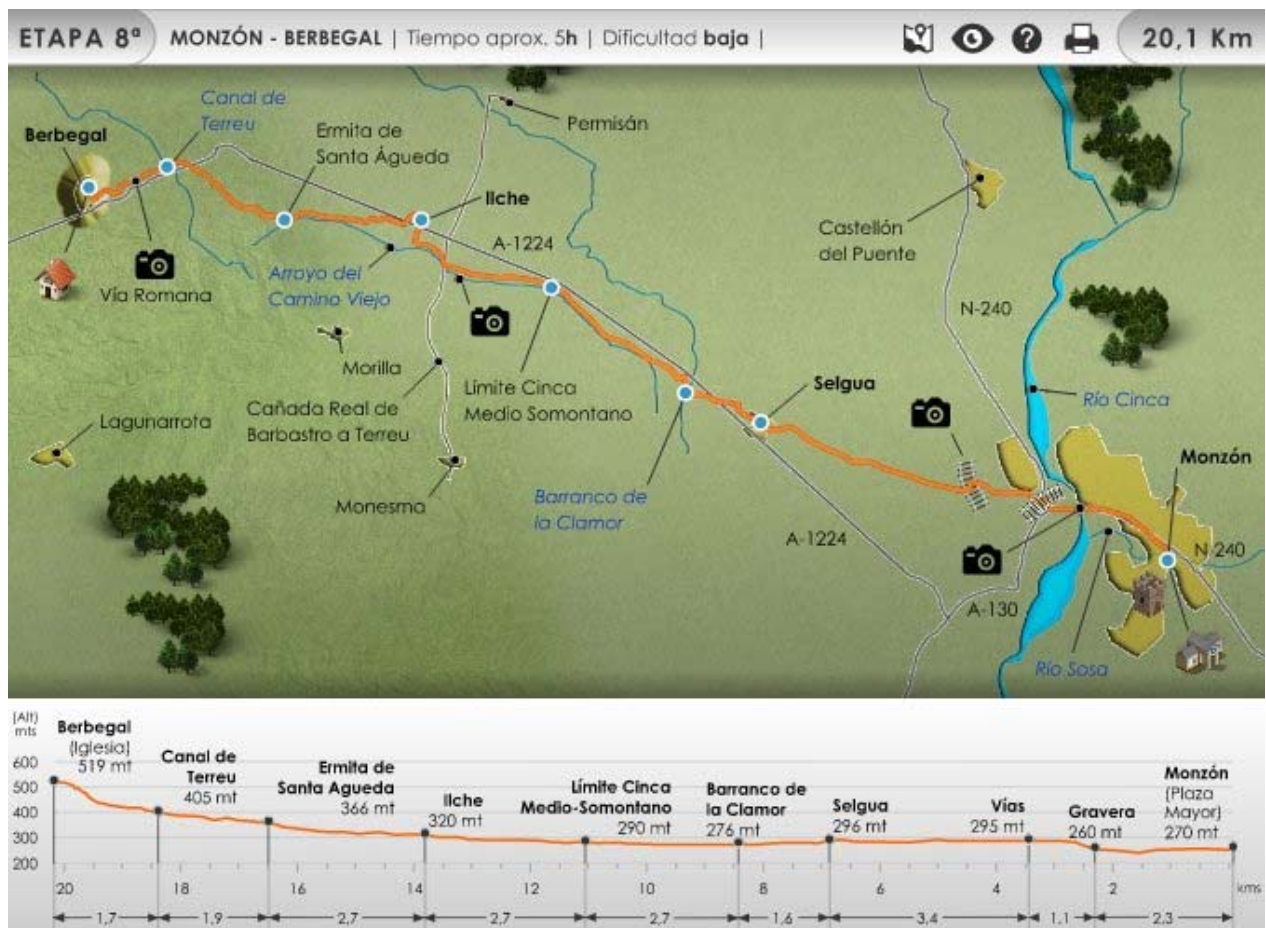 ETAPA 8ª
MONZÓN - BERBEGAL | Tiempo aprox. 5h | Dificultad baja |
20,1 Km
Canal de
Terreu
Berbegal
Ermita de
Santa Águeda
Permisán
Ilche
Castellón
del Puente
A-1224
Arroyo del
Camino Viejo
Vía Romana
N-240
Morilla
Límite Cinca
Medio Somontano
Selgua
Río Cinca
Cañada Real de
Barbastro a Terreu
Lagunarrota
Monzón
Monesma
Barranco de
la Clamor
A-1224
N-240
A-130
Río Sosa
(Alt)
mts
600
500
400
300
200
Berbegal
(Iglesia)
519 mt
Canal de
Terreu
405 mt
Ermita de
Santa Agueda
366 mt
Ilche
320 mt
Límite Cinca
Medio-Somontano
290 mt
Barranco de
la Clamor
276 mt
Selgua
296 mt
Vías
295 mt
Gravera
260 mt
Monzón
(Plaza
Mayor)
270 mt
20 18 16 14 12 10 8 6 4 2 kms
1,7 1,9 2,7 2,7 2,7 1,6 3,4 1,1 2,3